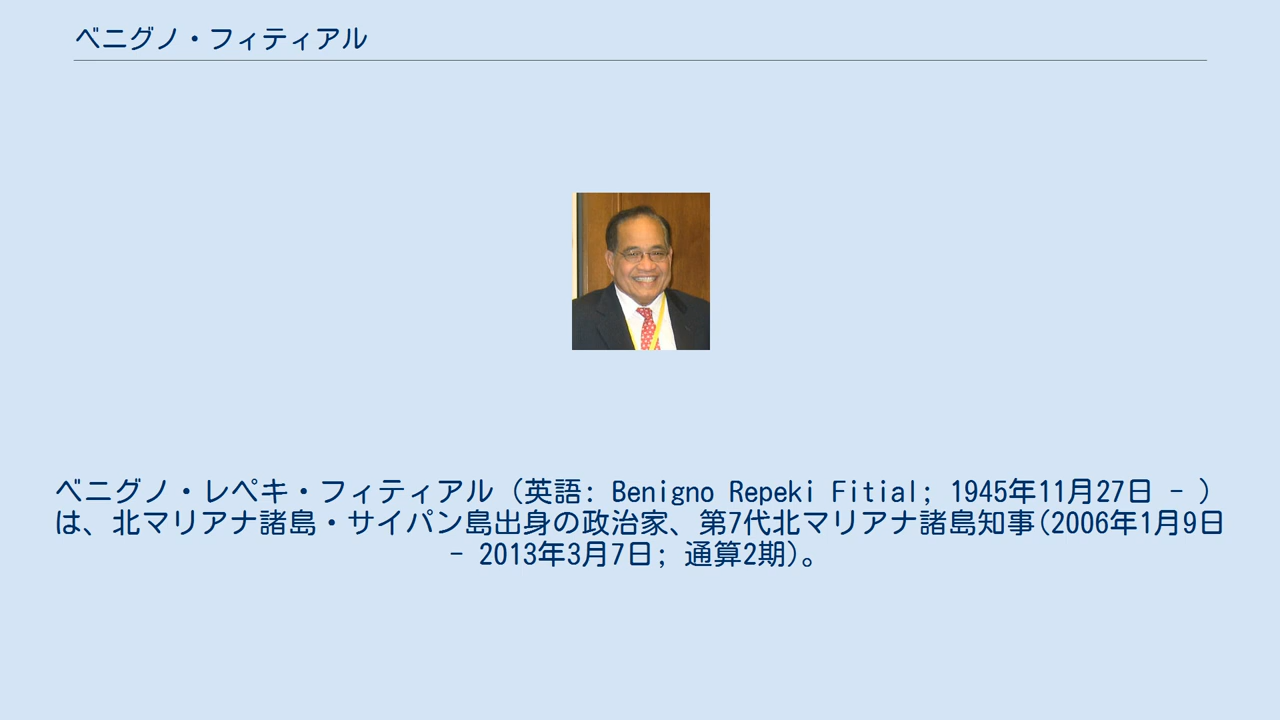 ベニグノ・フィティアル
ベニグノ・レペキ・フィティアル（英語: Benigno Repeki Fitial; 1945年11月27日 - ）
は、北マリアナ諸島・サイパン島出身の政治家、第7代北マリアナ諸島知事(2006年1月9日
- 2013年3月7日; 通算2期)。